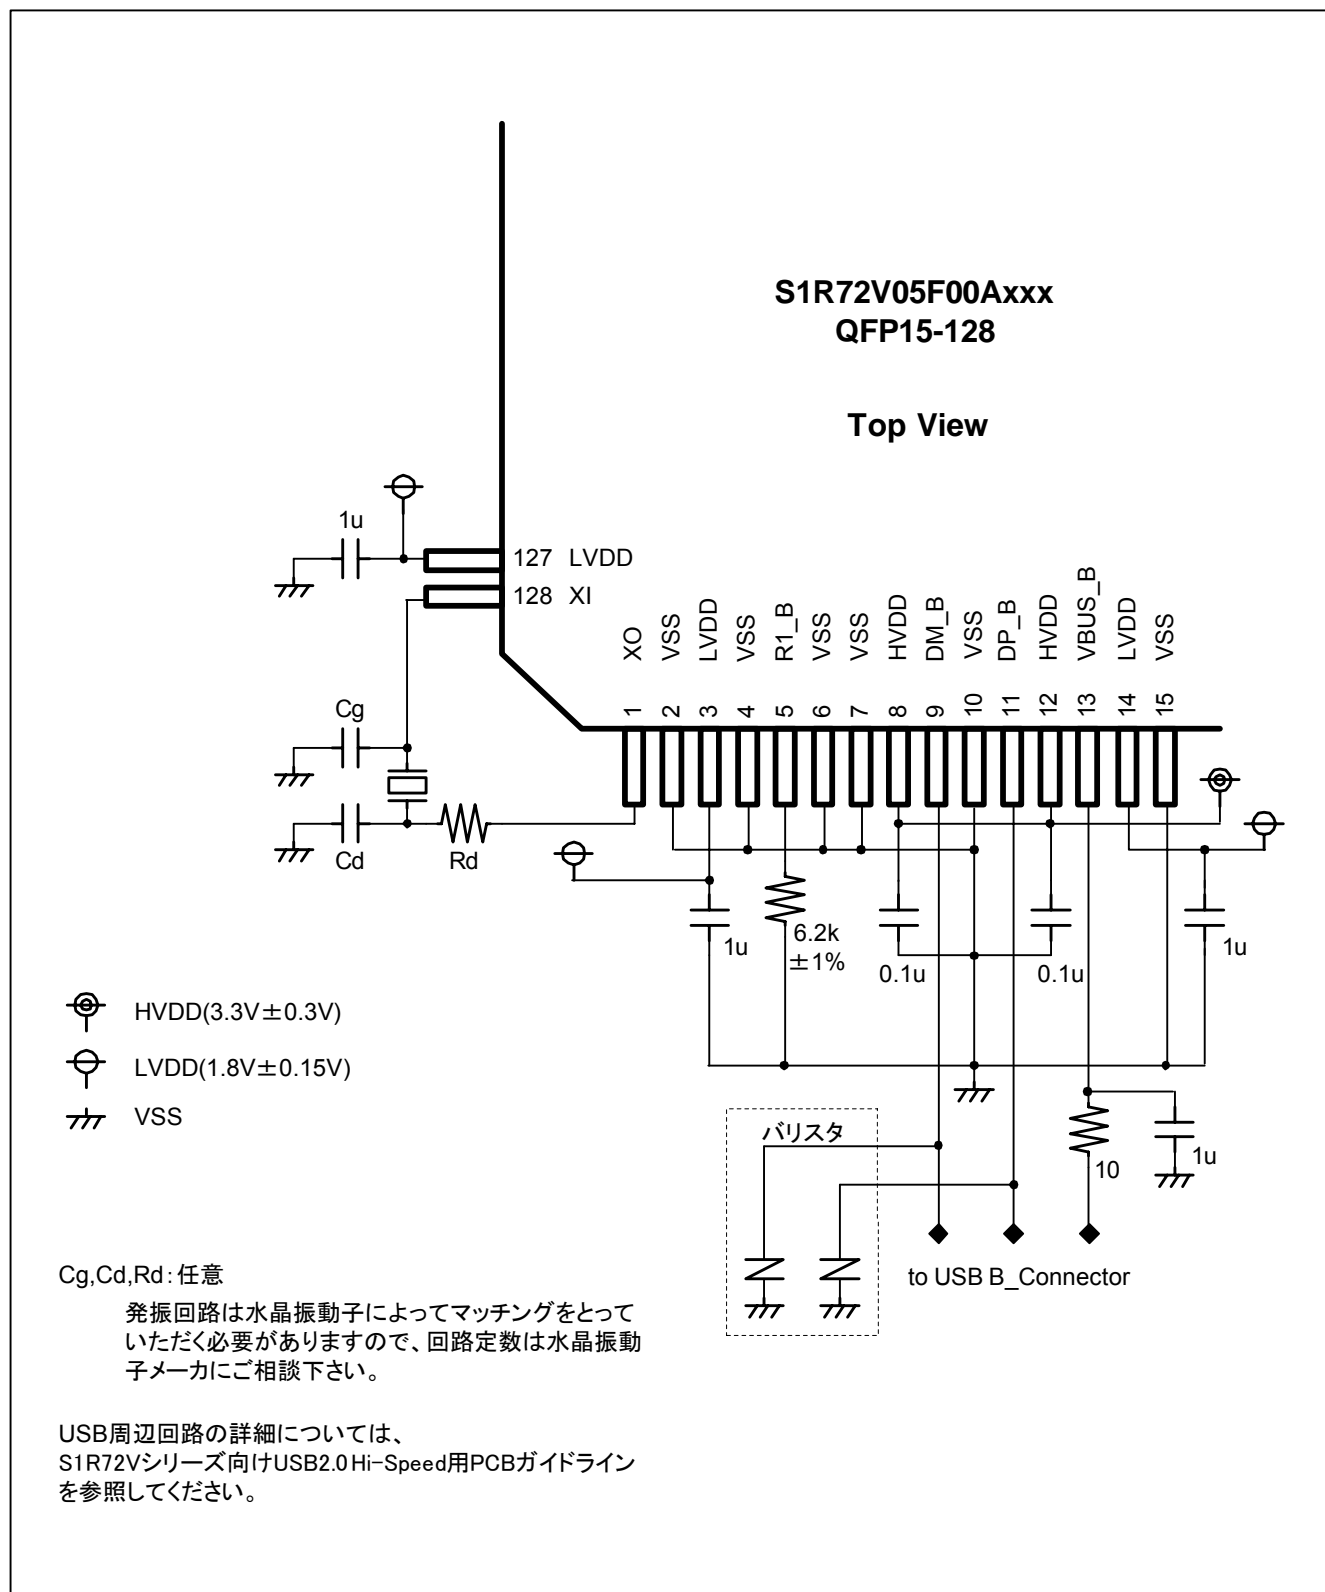 S1R72V05F00Axxx
QFP15-128
Top View
1u
127 LVDD
128 XI
XO
VSS
LVDD
VSS
R1_B
VSS
VSS
HVDD
DM_B
VSS
DP_B
HVDD
VBUS_B
LVDD
VSS
1
2
3
4
5
6
7
8
9
10
11
12
13
14
15
Cg
Cd
Rd
1u
6.2k
±1%
0.1u
0.1u
1u
HVDD(3.3V±0.3V)
LVDD(1.8V±0.15V)
VSS
バリスタ
10
1u
to USB B_Connector
Cg,Cd,Rd:任意
発振回路は水晶振動子によってマッチングをとって
いただく必要がありますので、回路定数は水晶振動
子メーカにご相談下さい。
USB周辺回路の詳細については、
S1R72Vシリーズ向けUSB2.0 Hi-Speed用PCBガイドライン
を参照してください。